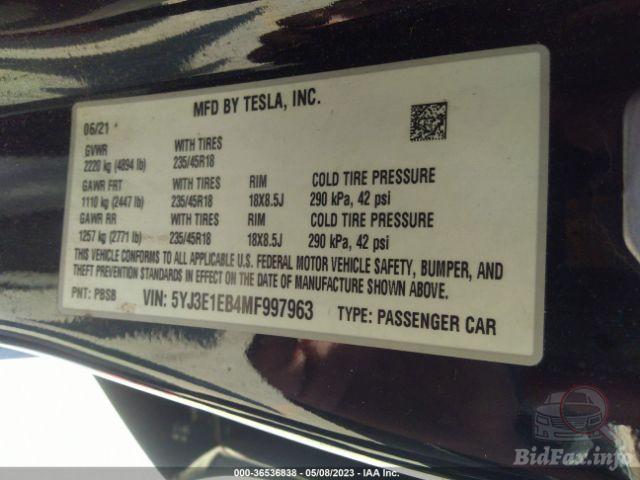 MFD BY TESLA, INC.
06/21
GVWR WITH TIRES
2220 kg (4894 lb) 235/45R18
GAWR FRT WITH TIRES RIM COLD TIRE PRESSURE
1110 kg (2447 lb) 235/45R18 18X8.5J 290 kPa, 42 psi
GAWR RR WITH TIRES RIM COLD TIRE PRESSURE
1257 kg (2771 lb) 235/45R18 18X8.5J 290 kPa, 42 psi
THIS VEHICLE CONFORMS TO ALL APPLICABLE U.S. FEDERAL MOTOR VEHICLE SAFETY, BUMPER, AND
THEFT PREVENTION STANDARDS IN EFFECT ON THE DATE OF MANUFACTURE SHOWN ABOVE.
PNT: PBSB VIN: 5YJ3E1EB4MF997963 TYPE: PASSENGER CAR
BidFax.info
000-36536838 - 05/08/2023 - IAA Inc.